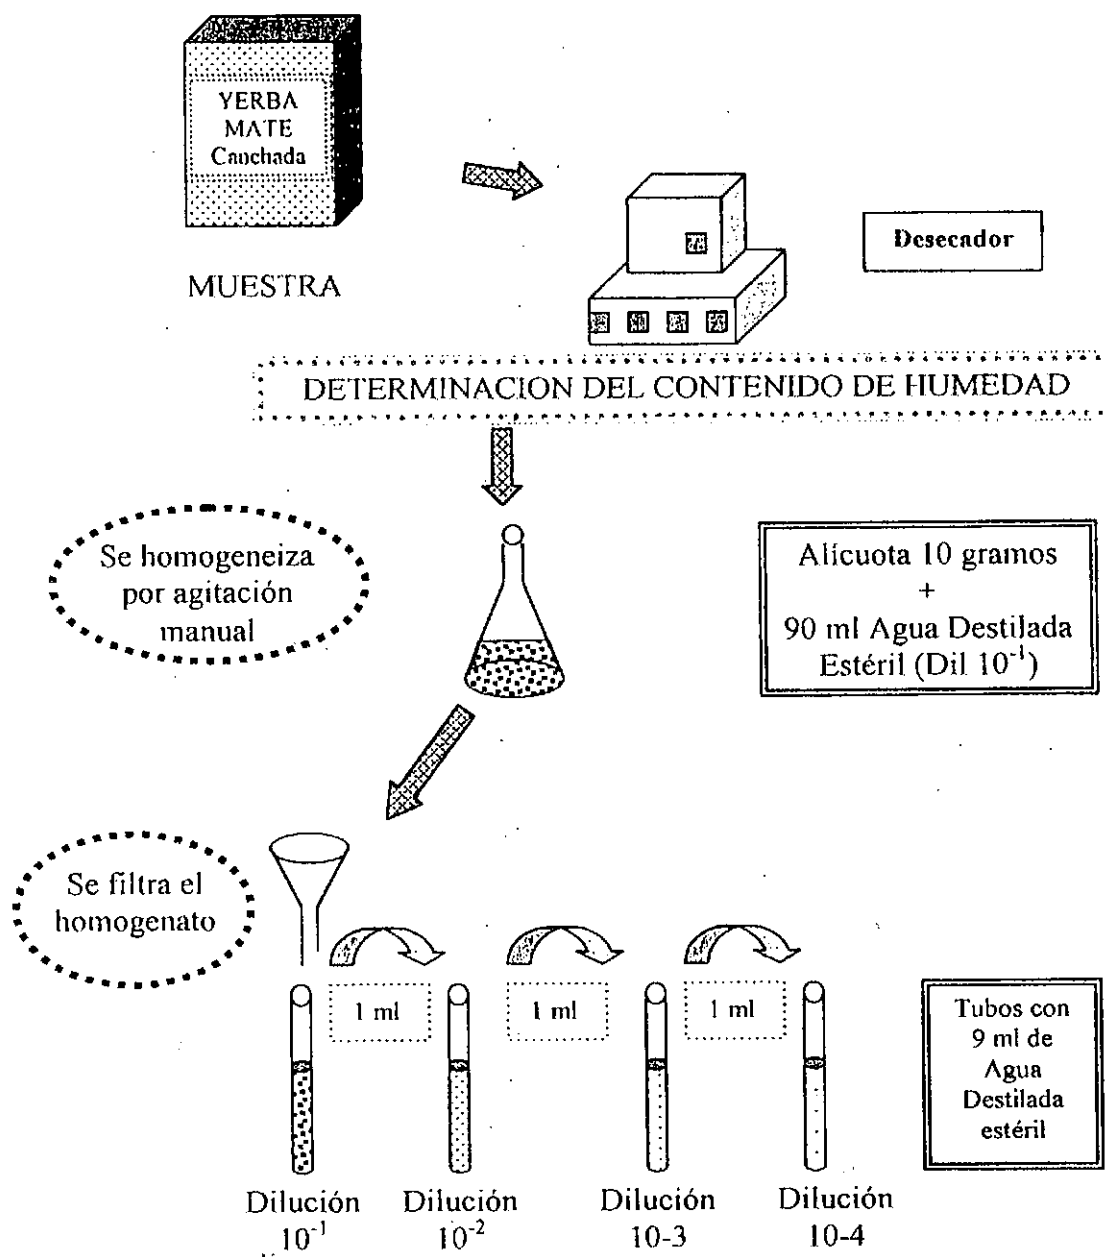 YERBA
MATE
Canchada
MUESTRA
Desecador
DETERMINACION DEL CONTENIDO DE HUMEDAD
Se homogeneiza
por agitación
manual
Alícuota 10 gramos
+
90 ml Agua Destilada
Estéril (Dil 10⁻¹)
Se filtra el
homogenato
1 ml
1 ml
1 ml
Tubos con
9 ml de
Agua
Destilada
estéril
Dilución
10⁻¹
Dilución
10⁻²
Dilución
10-3
Dilución
10-4